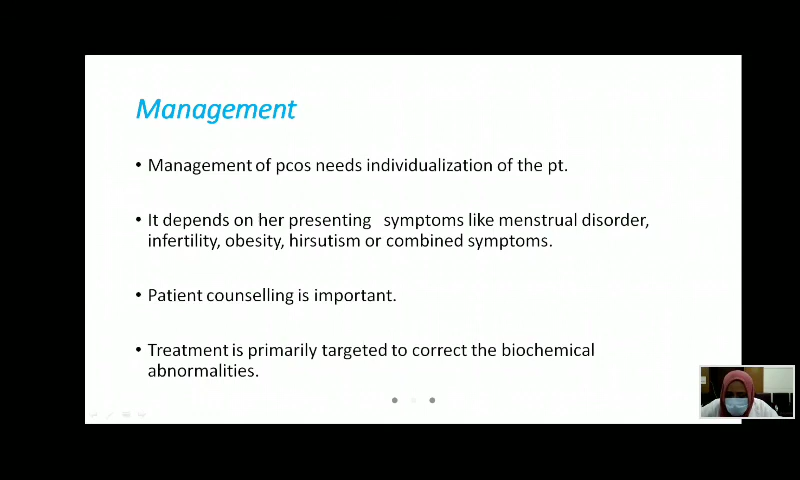 Management
• Management of pcos needs individualization of the pt.
• It depends on her presenting symptoms like menstrual disorder,
infertility, obesity, hirsutism or combined symptoms.
• Patient counselling is important.
• Treatment is primarily targeted to correct the biochemical
abnormalities.